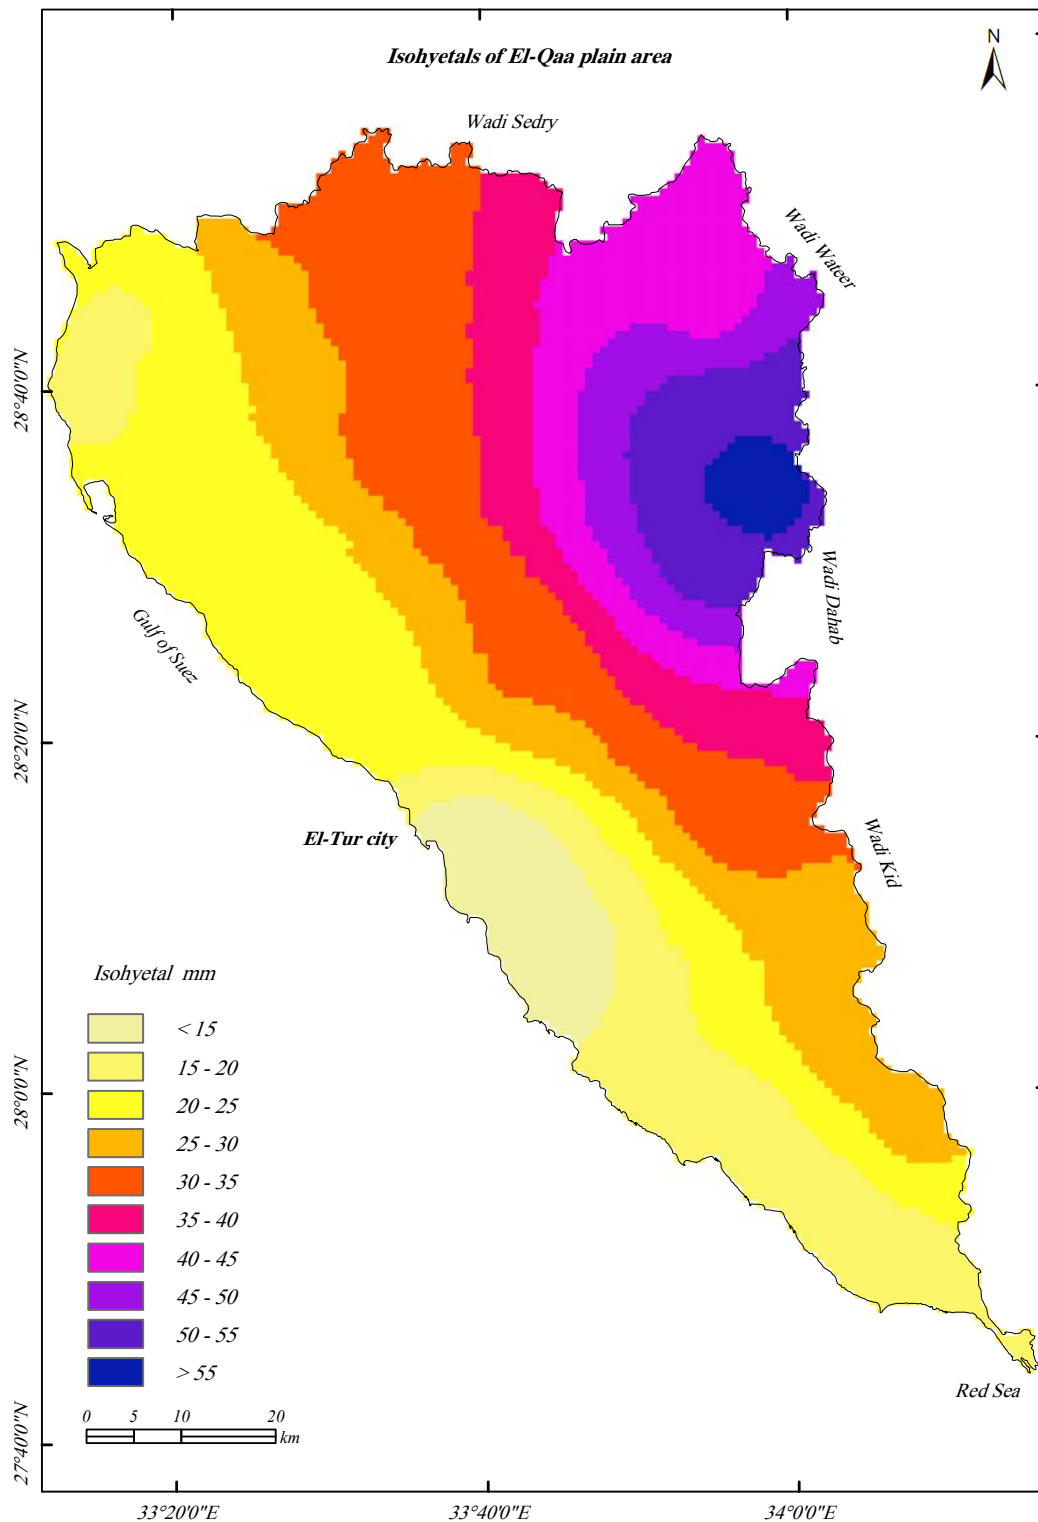 Isohyetals of El-Qaa plain area
N
Wadi Sedry
Wadi Wateer
28°40'0"N
Wadi Dahab
Gulf of Suez
28°20'0"N
El-Tur city
Wadi Kid
Isohyetal mm
< 15
15 - 20
20 - 25
28°0'0"N
25 - 30
30 - 35
35 - 40
40 - 45
45 - 50
50 - 55
> 55
Red Sea
0 5 10 20
km
27°40'0"N
33°20'0"E 33°40'0"E 34°0'0"E